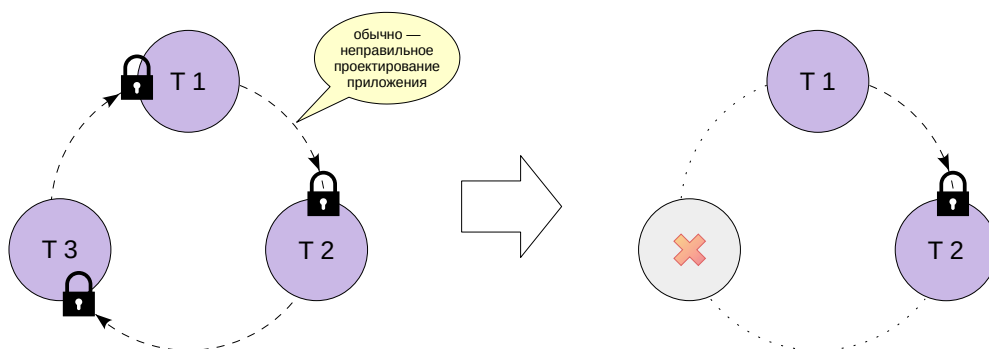 обычно —
неправильное
проектирование
приложения
T 1
T 2
T 3
T 1
T 2